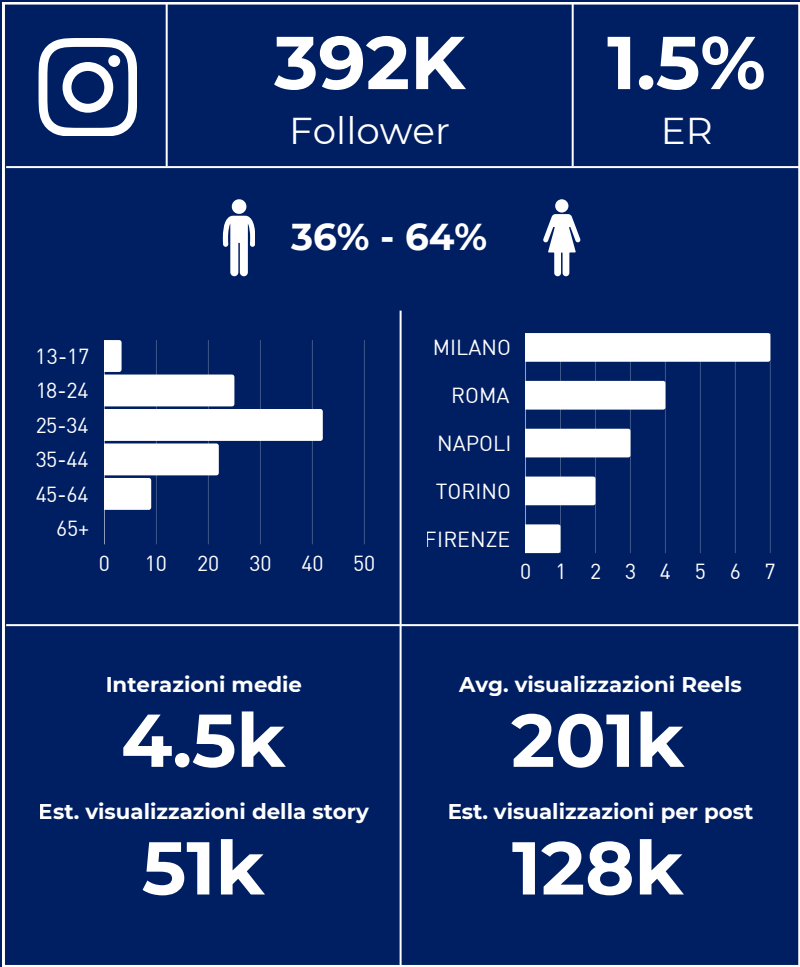 392K
Follower
1.5%
ER
36% - 64%
13-17
18-24
25-34
35-44
45-64
65+
0 10 20 30 40 50
MILANO
ROMA
NAPOLI
TORINO
FIRENZE
0 1 2 3 4 5 6 7
Interazioni medie
4.5k
Est. visualizzazioni della story
51k
Avg. visualizzazioni Reels
201k
Est. visualizzazioni per post
128k